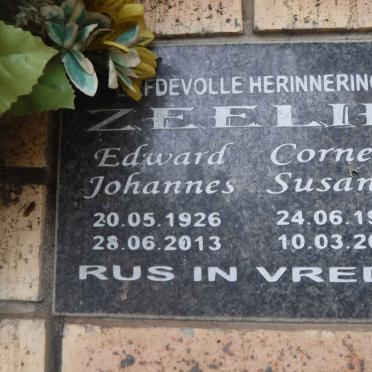 EFDEVOLLE HERINNERING
ZEELI
Edward Corne
Johannes Susan
20.05.1926 24.06.19
28.06.2013 10.03.20
RUS IN VRED